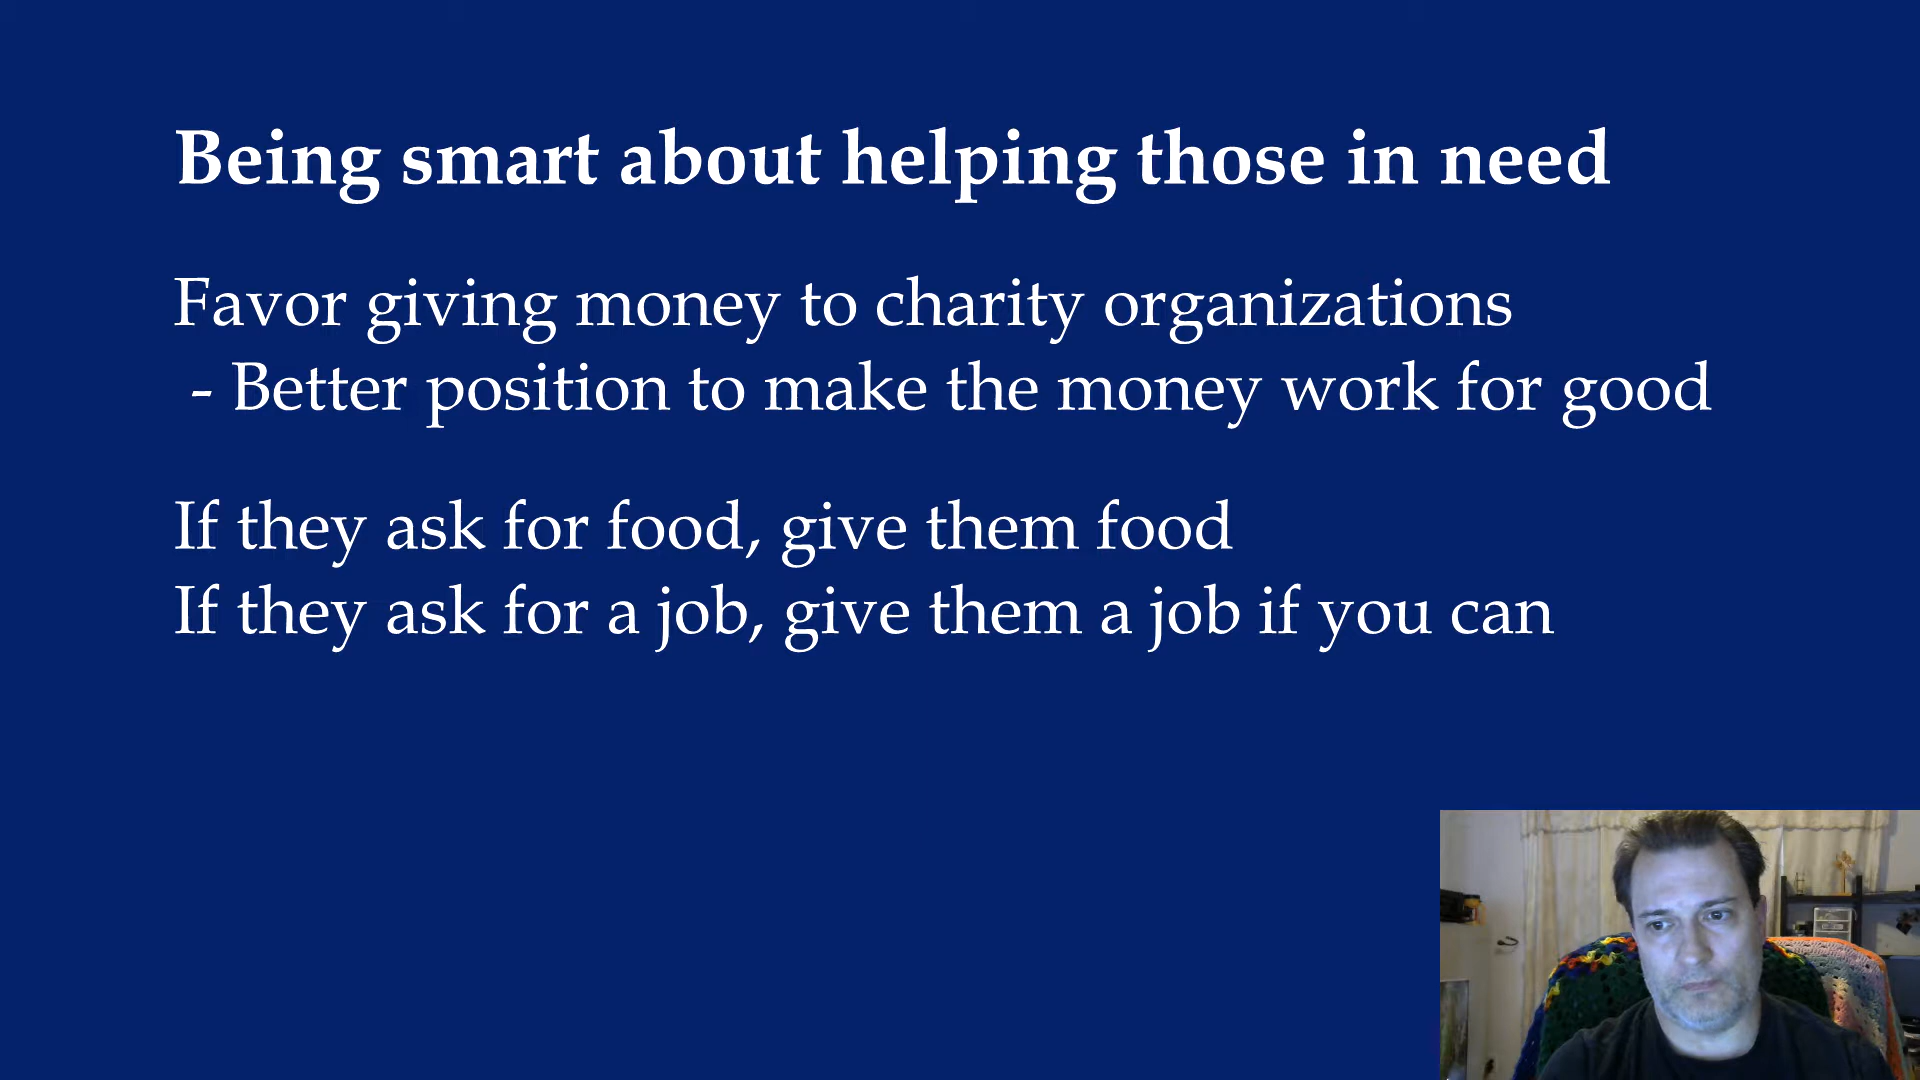 Being smart about helping those in need
Favor giving money to charity organizations
- Better position to make the money work for good
If they ask for food, give them food
If they ask for a job, give them a job if you can